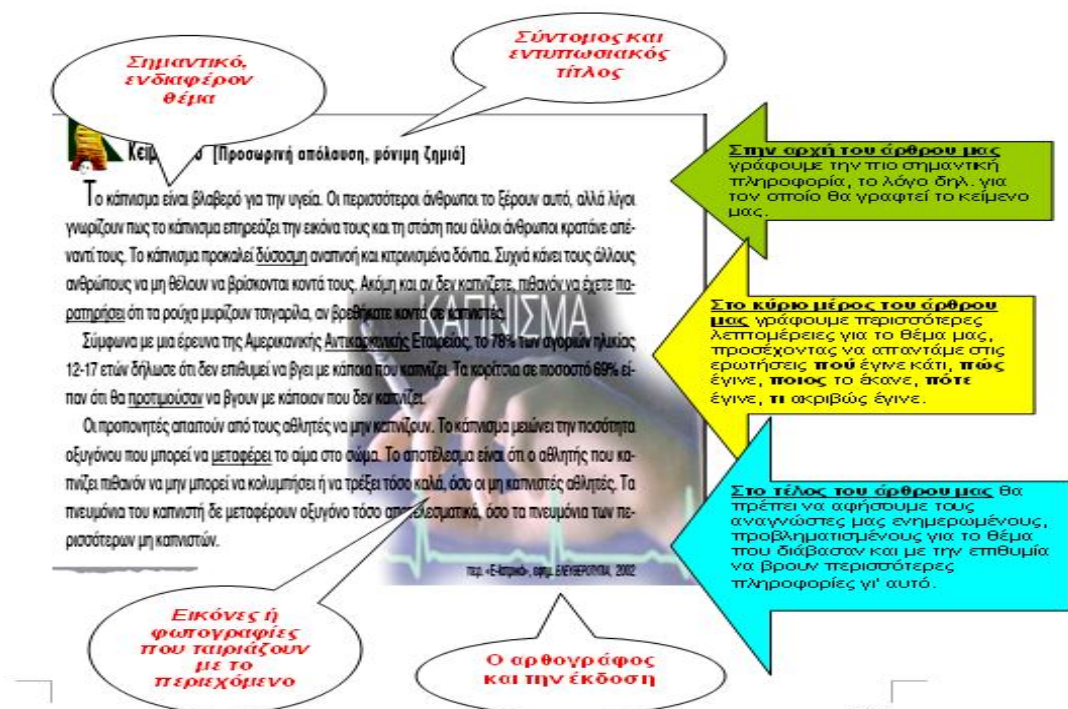 Σημαντικό,
ενδιαφέρον
θέμα
Σύντομος και
εντυπωσιακός
τίτλος
[Προσωρινή απόλαυση, μόνιμη ζημιά]
Το κάπνισμα είναι βλαβερό για την υγεία. Οι περισσότεροι άνθρωποι το ξέρουν αυτό, αλλά λίγοι
γνωρίζουν πως το κάπνισμα επηρεάζει την εικόνα τους και τη στάση που άλλοι άνθρωποι κρατάνε απέ-
ναντί τους. Το κάπνισμα προκαλεί δύσοσμη αναπνοή και κιτρινισμένα δόντια. Συχνά κάνει τους άλλους
ανθρώπους να μη θέλουν να βρίσκονται κοντά τους. Ακόμη και αν δεν καπνίζετε, πιθανόν να έχετε πα-
ρατηρήσει ότι τα ρούχα μυρίζουν τσιγαρίλα, αν βρεθήκατε κοντά σε καπνιστές.
Σύμφωνα με μια έρευνα της Αμερικανικής Αντικαρκινικής Εταιρείας, το 78% των αγοριών ηλικίας
12-17 ετών δήλωσε ότι δεν επιθυμεί να βγει με κάποια που καπνίζει. Τα κορίτσια σε ποσοστό 69% εί-
παν ότι θα προτιμούσαν να βγουν με κάποιον που δεν καπνίζει.
Οι προπονητές απαιτούν από τους αθλητές να μην καπνίζουν. Το κάπνισμα μειώνει την ποσότητα
οξυγόνου που μπορεί να μεταφέρει το αίμα στο σώμα. Το αποτέλεσμα είναι ότι ο αθλητής που κα-
πνίζει πιθανόν να μην μπορεί να κολυμπήσει ή να τρέξει τόσο καλά, όσο οι μη καπνιστές αθλητές. Τα
πνευμόνια του καπνιστή δε μεταφέρουν οξυγόνο τόσο αποτελεσματικά, όσο τα πνευμόνια των πε-
ρισσότερων μη καπνιστών.
ΚΑΠΝΙΣΜΑ
περ. «Ε-Ιατρικά», εφημ. ΕΛΕΥΘΕΡΟΤΥΠΙΑ, 2002
Στην αρχή του άρθρου μας
γράφουμε την πιο σημαντική
πληροφορία, το λόγο δηλ. για
τον οποίο θα γραφτεί το κείμενο
μας.
Στο κύριο μέρος του άρθρου
μας γράφουμε περισσότερες
λεπτομέρειες για το θέμα μας,
προσέχοντας να απαντάμε στις
ερωτήσεις πού έγινε κάτι, πώς
έγινε, ποιος το έκανε, πότε
έγινε, τι ακριβώς έγινε.
Στο τέλος του άρθρου μας θα
πρέπει να αφήσουμε τους
αναγνώστες μας ενημερωμένους,
προβληματισμένους για το θέμα
που διάβασαν και με την επιθυμία
να βρουν περισσότερες
πληροφορίες γι' αυτό.
Εικόνες ή
φωτογραφίες
που ταιριάζουν
με το
περιεχόμενο
Ο αρθογράφος
και την έκδοση